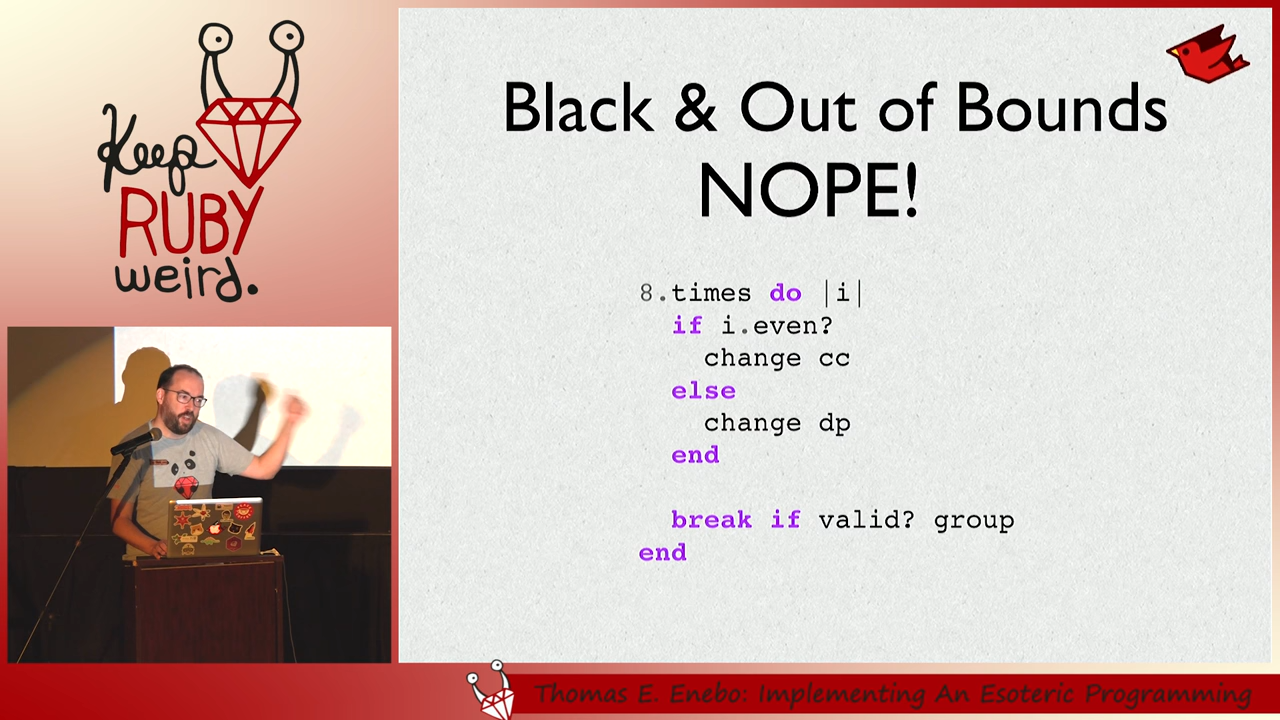 Keep
RUBY
weird.
Black & Out of Bounds
NOPE!
8.times do |i|
if i.even?
change cc
else
change dp
end
break if valid? group
end
Thomas E. Enebo: Implementing An Esoteric Programming